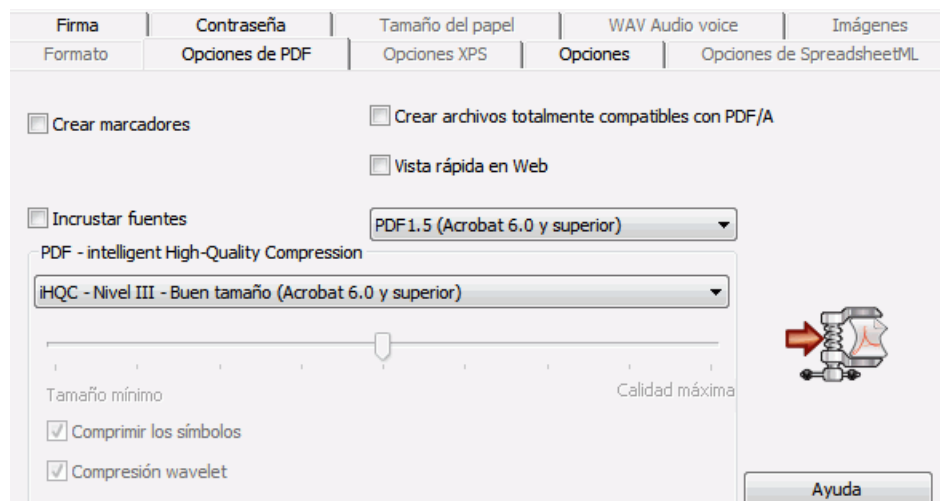 Firma Contraseña Tamaño del papel WAV Audio voice Imágenes
Formato Opciones de PDF Opciones XPS Opciones Opciones de SpreadsheetML
Crear marcadores Crear archivos totalmente compatibles con PDF/A
Vista rápida en Web
Incrustar fuentes PDF1.5 (Acrobat 6.0 y superior)
PDF - intelligent High-Quality Compression
iHQC - Nivel III - Buen tamaño (Acrobat 6.0 y superior)
Tamaño mínimo Calidad máxima
Comprimir los símbolos
Compresión wavelet
Ayuda